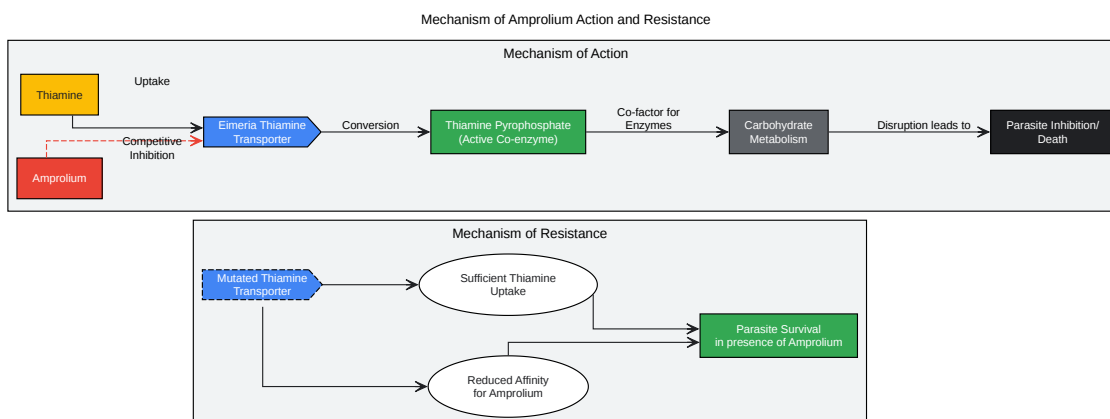 Mechanism of Amprolium Action and Resistance
Mechanism of Action
Thiamine
Uptake
Eimeria Thiamine
Transporter
Conversion
Thiamine Pyrophosphate
(Active Co-enzyme)
Co-factor for
Enzymes
Carbohydrate
Metabolism
Disruption leads to
Parasite Inhibition/
Death
Competitive
Inhibition
Amprolium
Mechanism of Resistance
Mutated Thiamine
Transporter
Sufficient Thiamine
Uptake
Parasite Survival
in presence of Amprolium
Reduced Affinity
for Amprolium